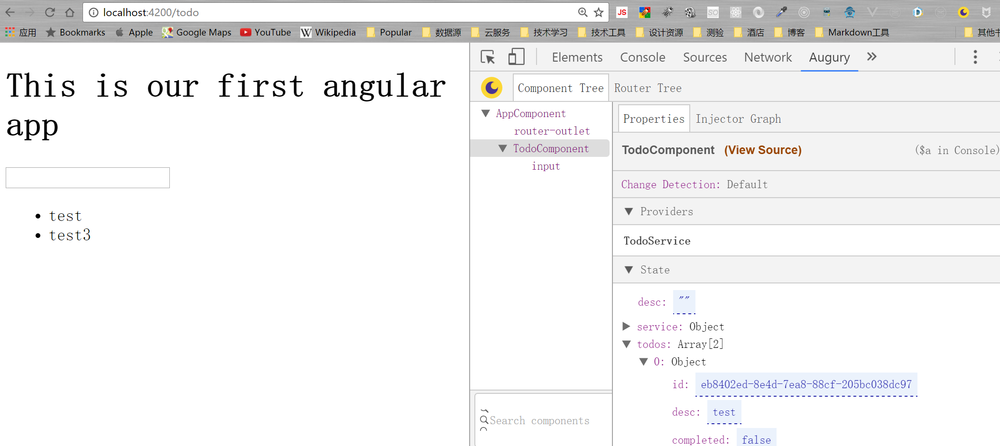 localhost:4200/todo
JS
SO
应用 Bookmarks Apple Google Maps YouTube W Wikipedia Popular 数据源 云服务 技术学习 技术工具 设计资源 测验 酒店 博客 Markdown工具 其他书
This is our first angular
app
test
test3
Elements Console Sources Network Augury
Component Tree Router Tree
AppComponent
router-outlet
TodoComponent
input
Search components
Properties Injector Graph
TodoComponent (View Source) ($a in Console)
Change Detection: Default
Providers
TodoService
State
desc: ""
service: Object
todos: Array[2]
0: Object
id: eb8402ed-8e4d-7ea8-88cf-205bc038dc97
desc: test
completed: false